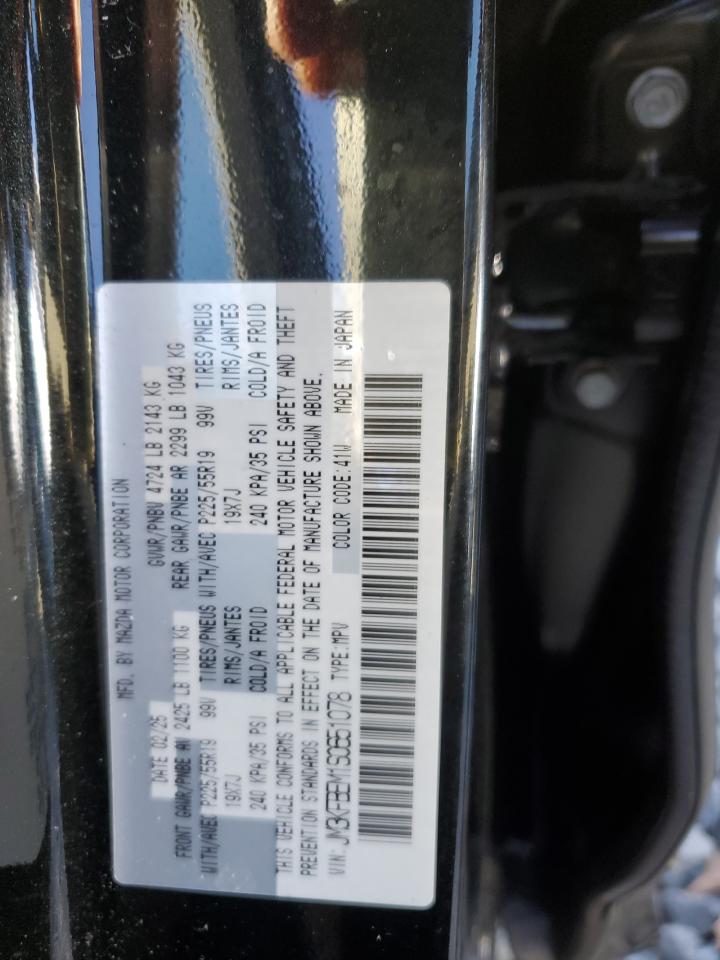 MFD. BY MAZDA MOTOR CORPORATION
DATE 02/25 GVWR/PNBV 4724 LB 2143 KG
FRONT GAWR/PNBE AV 2425 LB 1100 KG REAR GAWR/PNBE AR 2299 LB 1043 KG
WITH/AVEC P225/55R19 99V TIRES/PNEUS WITH/AVEC P225/55R19 99V TIRES/PNEUS
19X7J RIMS/JANTES 19X7J RIMS/JANTES
240 KPA/35 PSI COLD/A FROID 240 KPA/35 PSI COLD/A FROID
THIS VEHICLE CONFORMS TO ALL APPLICABLE FEDERAL MOTOR VEHICLE SAFETY AND THEFT
PREVENTION STANDARDS IN EFFECT ON THE DATE OF MANUFACTURE SHOWN ABOVE.
VIN: JM3KFBEM1S0651078 TYPE:MPV COLOR CODE:41W MADE IN JAPAN